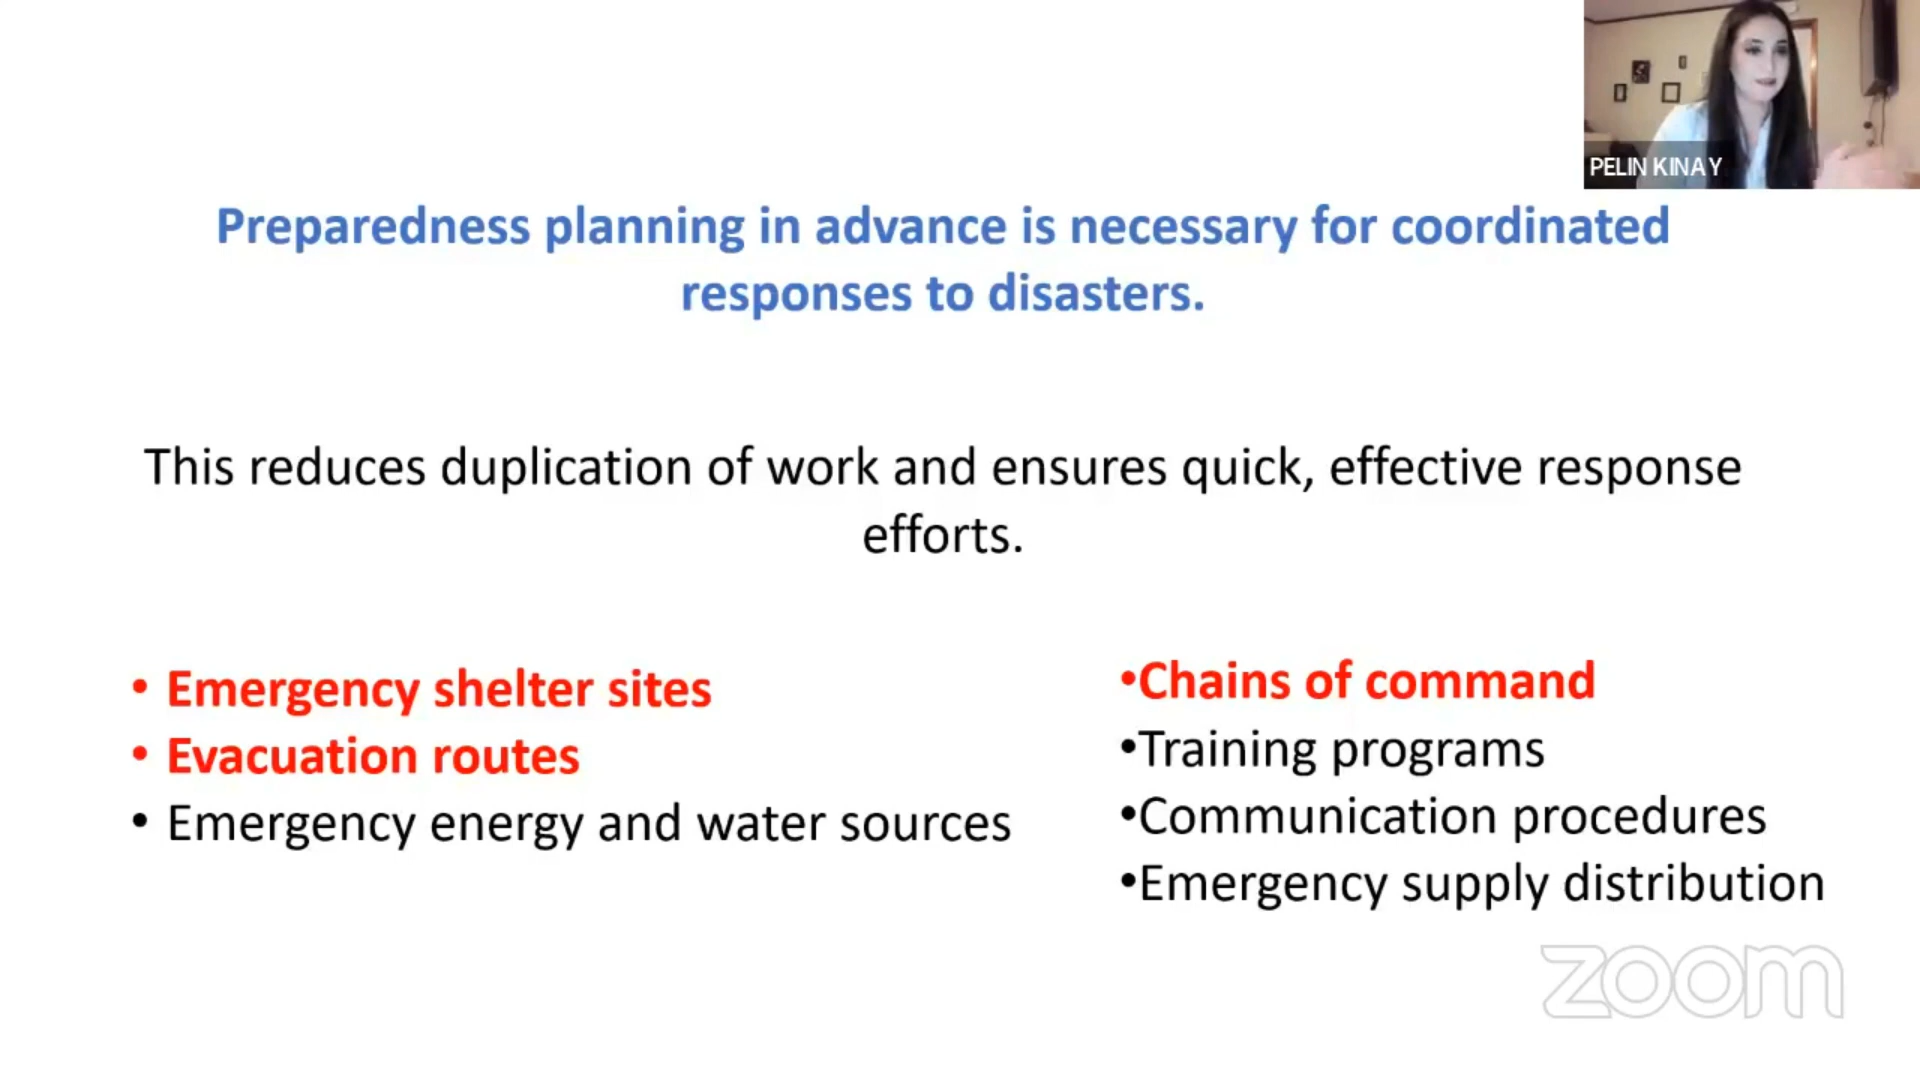 PELIN KINAY
Preparedness planning in advance is necessary for coordinated
responses to disasters.
This reduces duplication of work and ensures quick, effective response
efforts.
• Emergency shelter sites
• Evacuation routes
• Emergency energy and water sources
•Chains of command
•Training programs
•Communication procedures
•Emergency supply distribution
zoom